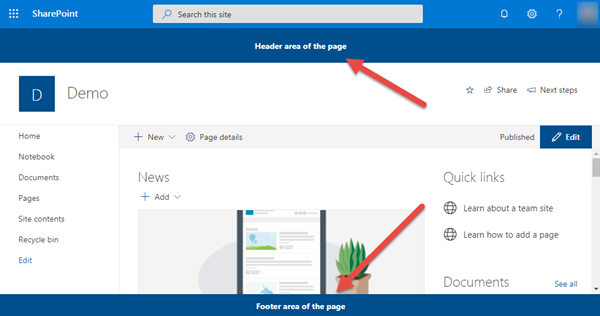 SharePoint
Search this site
Header area of the page
D
Demo
Share
Next steps
Home
Notebook
Documents
Pages
Site contents
Recycle bin
Edit
New
Page details
Published
Edit
News
Add
Quick links
Learn about a team site
Learn how to add a page
Documents
See all
Footer area of the page